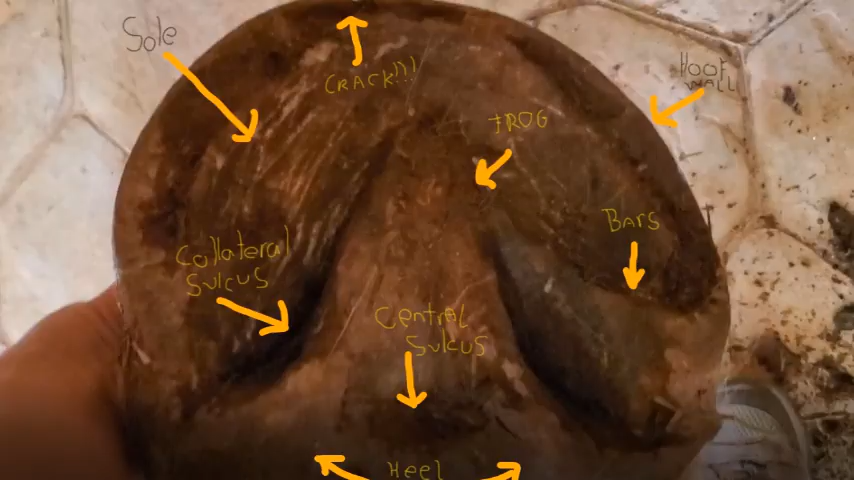 Sole
CRACK!!!
Hoof
WALL
FROG
BARS
Collateral
SULCUS
Central
Sulcus
Heel